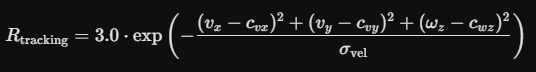 R_tracking = 3.0 · exp ( − ((v_x − c_vx)² + (v_y − c_vy)² + (ω_z − c_wz)²) / σ_vel )